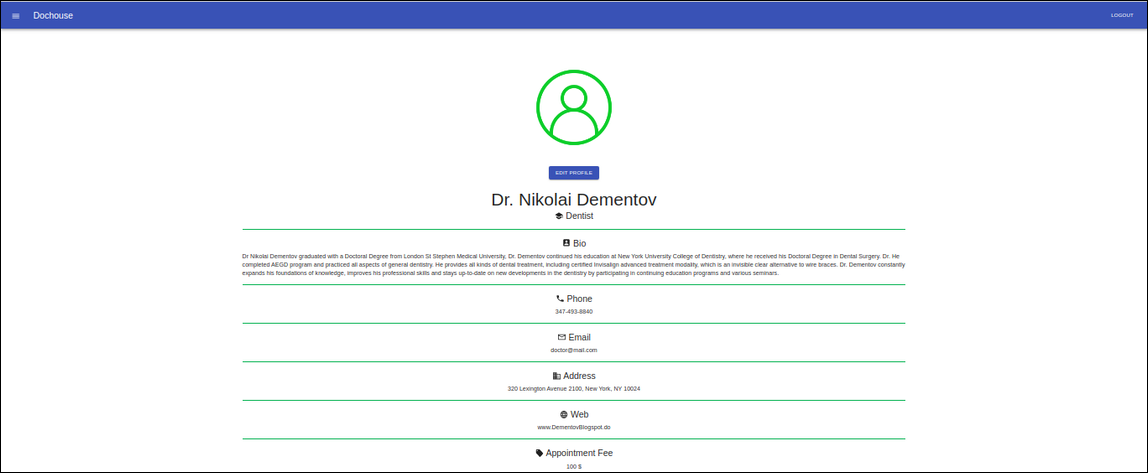 Dochouse LOGOUT
EDIT PROFILE
Dr. Nikolai Dementov
Dentist
Bio
Dr Nikolai Dementov graduated with a Doctoral Degree from London St Stephen Medical University, Dr. Dementov continued his education at New York University College of Dentistry, where he received his Doctoral Degree in Dental Surgery. Dr. He
completed AEGD program and practiced all aspects of general dentistry. He provides all kinds of dental treatment, including certified Invisalign advanced treatment modality, which is an invisible clear alternative to wire braces. Dr. Dementov constantly
expands his foundations of knowledge, improves his professional skills and stays up-to-date on new developments in the dentistry by participating in continuing education programs and various seminars.
Phone
347-493-8840
Email
doctor@mail.com
Address
320 Lexington Avenue 2100, New York, NY 10024
Web
www.DementovBlogspot.do
Appointment Fee
100 $